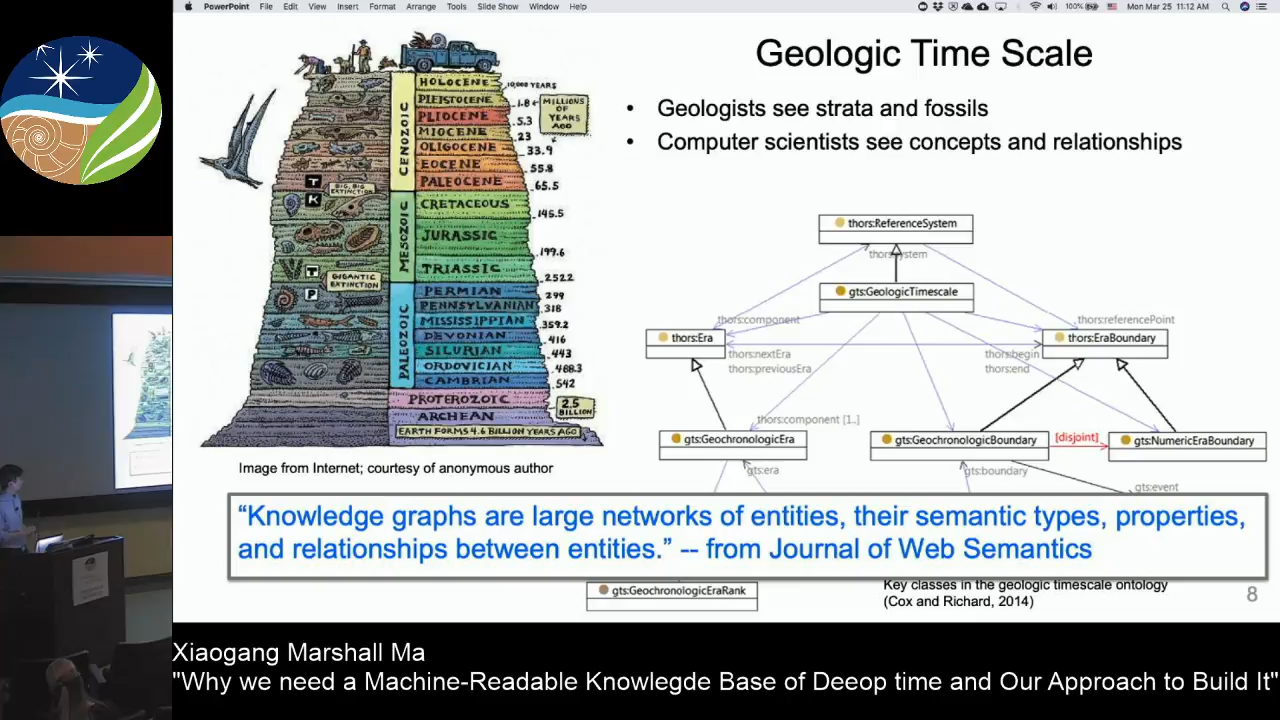 PowerPoint File Edit View Insert Format Arrange Tools Slide Show Window Help 100% Mon Mar 25 11:12 AM
Geologic Time Scale
• Geologists see strata and fossils
• Computer scientists see concepts and relationships
HOLOCENE 10,000 YEARS
PLEISTOCENE 1.8
MILLIONS
OF
YEARS
AGO
PLIOCENE 5.3
MIOCENE 23
OLIGOCENE 33.9
EOCENE 55.8
PALEOCENE 65.5
CENOZOIC
T
K
BIG, BIG
EXTINCTION
CRETACEOUS 145.5
JURASSIC 199.6
TRIASSIC 252.2
MESOZOIC
T
P
GIGANTIC
EXTINCTION
PERMIAN 299
PENNSYLVANIAN 318
MISSISSIPPIAN 359.2
DEVONIAN 416
SILURIAN 443
ORDOVICIAN 488.3
CAMBRIAN 542
PALEOZOIC
PROTEROZOIC
2.5
BILLION
ARCHEAN
EARTH FORMS 4.6 BILLION YEARS AGO
Image from Internet; courtesy of anonymous author
thors:ReferenceSystem
gts:GeologicTimescale
thors:component
thors:referencePoint
thors:Era
thors:EraBoundary
thors:nextEra
thors:previousEra
thors:begin
thors:end
thors:component [1..]
gts:GeochronologicEra
gts:GeochronologicBoundary
[disjoint]
gts:NumericEraBoundary
gts:era
gts:boundary
gts:event
“Knowledge graphs are large networks of entities, their semantic types, properties,
and relationships between entities.” -- from Journal of Web Semantics
gts:GeochronologicEraRank
Key classes in the geologic timescale ontology
(Cox and Richard, 2014)
8
Xiaogang Marshall Ma
"Why we need a Machine-Readable Knowlegde Base of Deeop time and Our Approach to Build It"